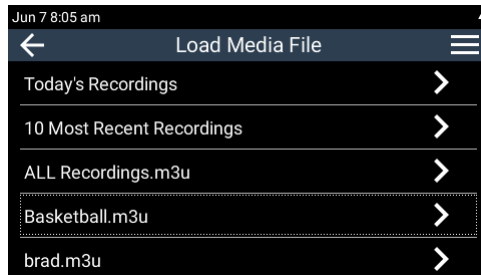 Jun 7 8:05 am
Load Media File
Today's Recordings
10 Most Recent Recordings
ALL Recordings.m3u
Basketball.m3u
brad.m3u